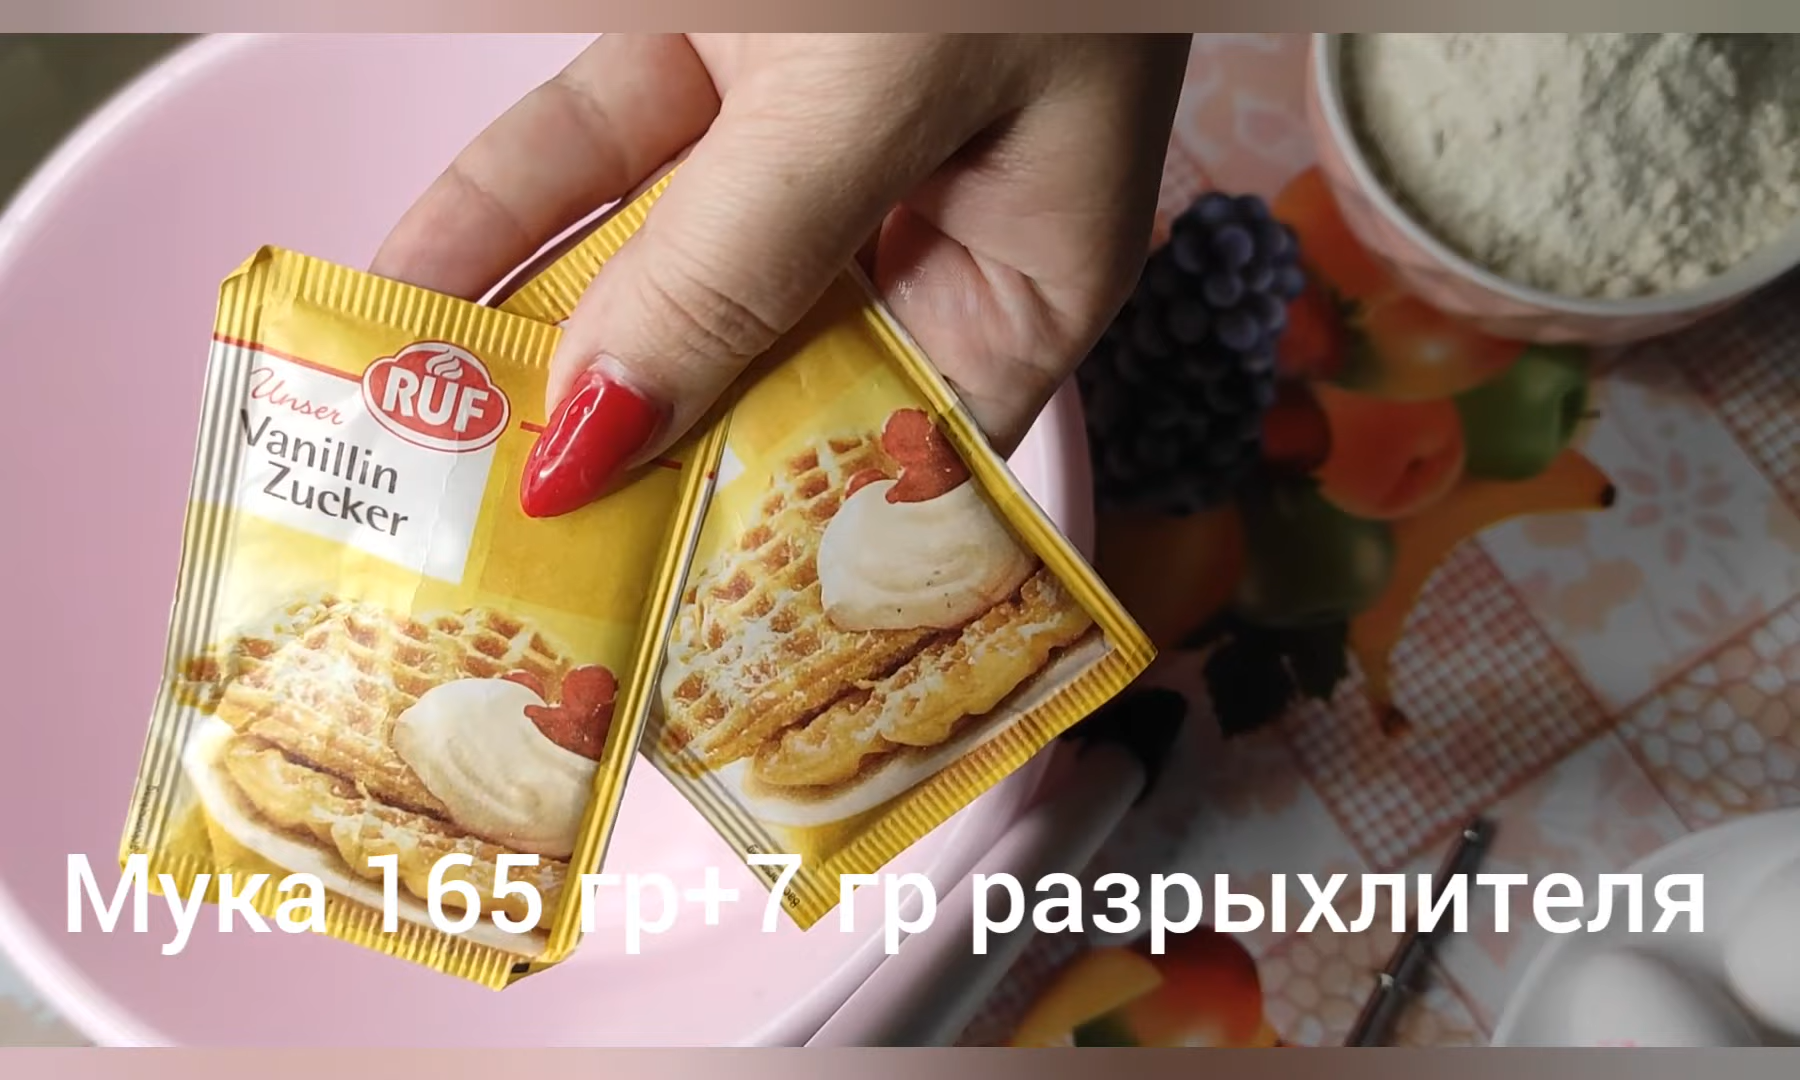 RUF
Unser
Vanillin
Zucker
Мука 165 гр+7 гр разрыхлителя